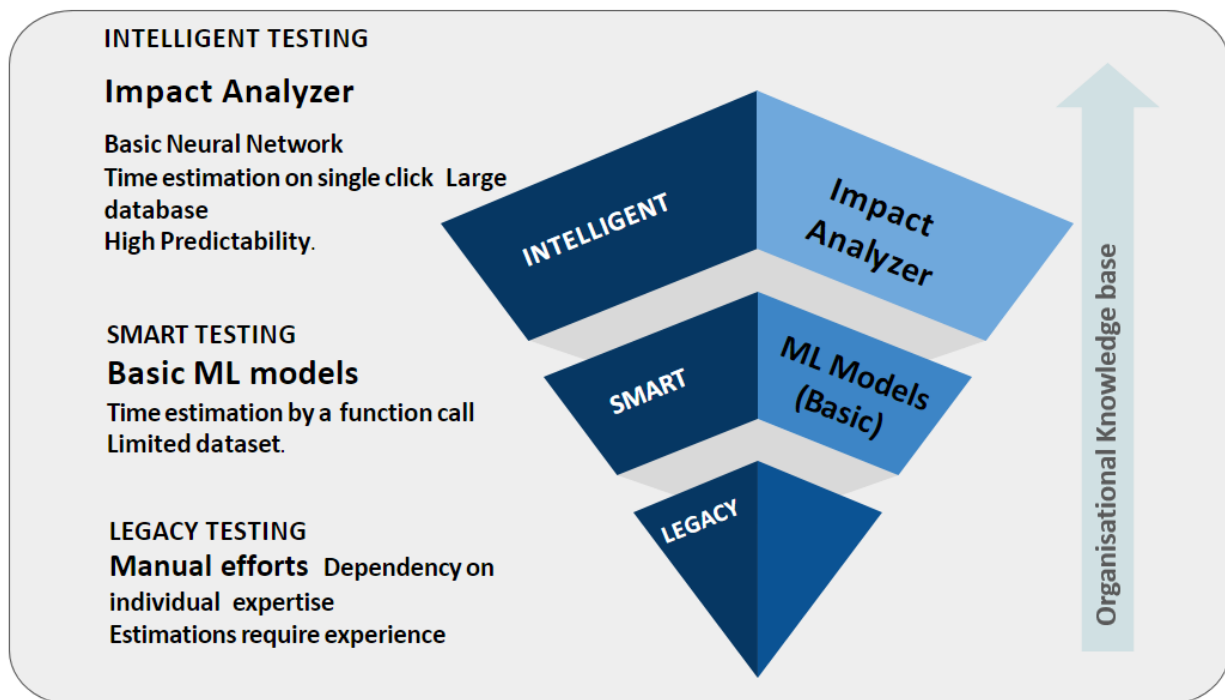 INTELLIGENT TESTING
Impact Analyzer
Basic Neural Network
Time estimation on single click Large
database
High Predictability.
SMART TESTING
Basic ML models
Time estimation by a function call
Limited dataset.
LEGACY TESTING
Manual efforts Dependency on
individual expertise
Estimations require experience
INTELLIGENT
Impact
Analyzer
SMART
ML Models
(Basic)
LEGACY
Organisational Knowledge base